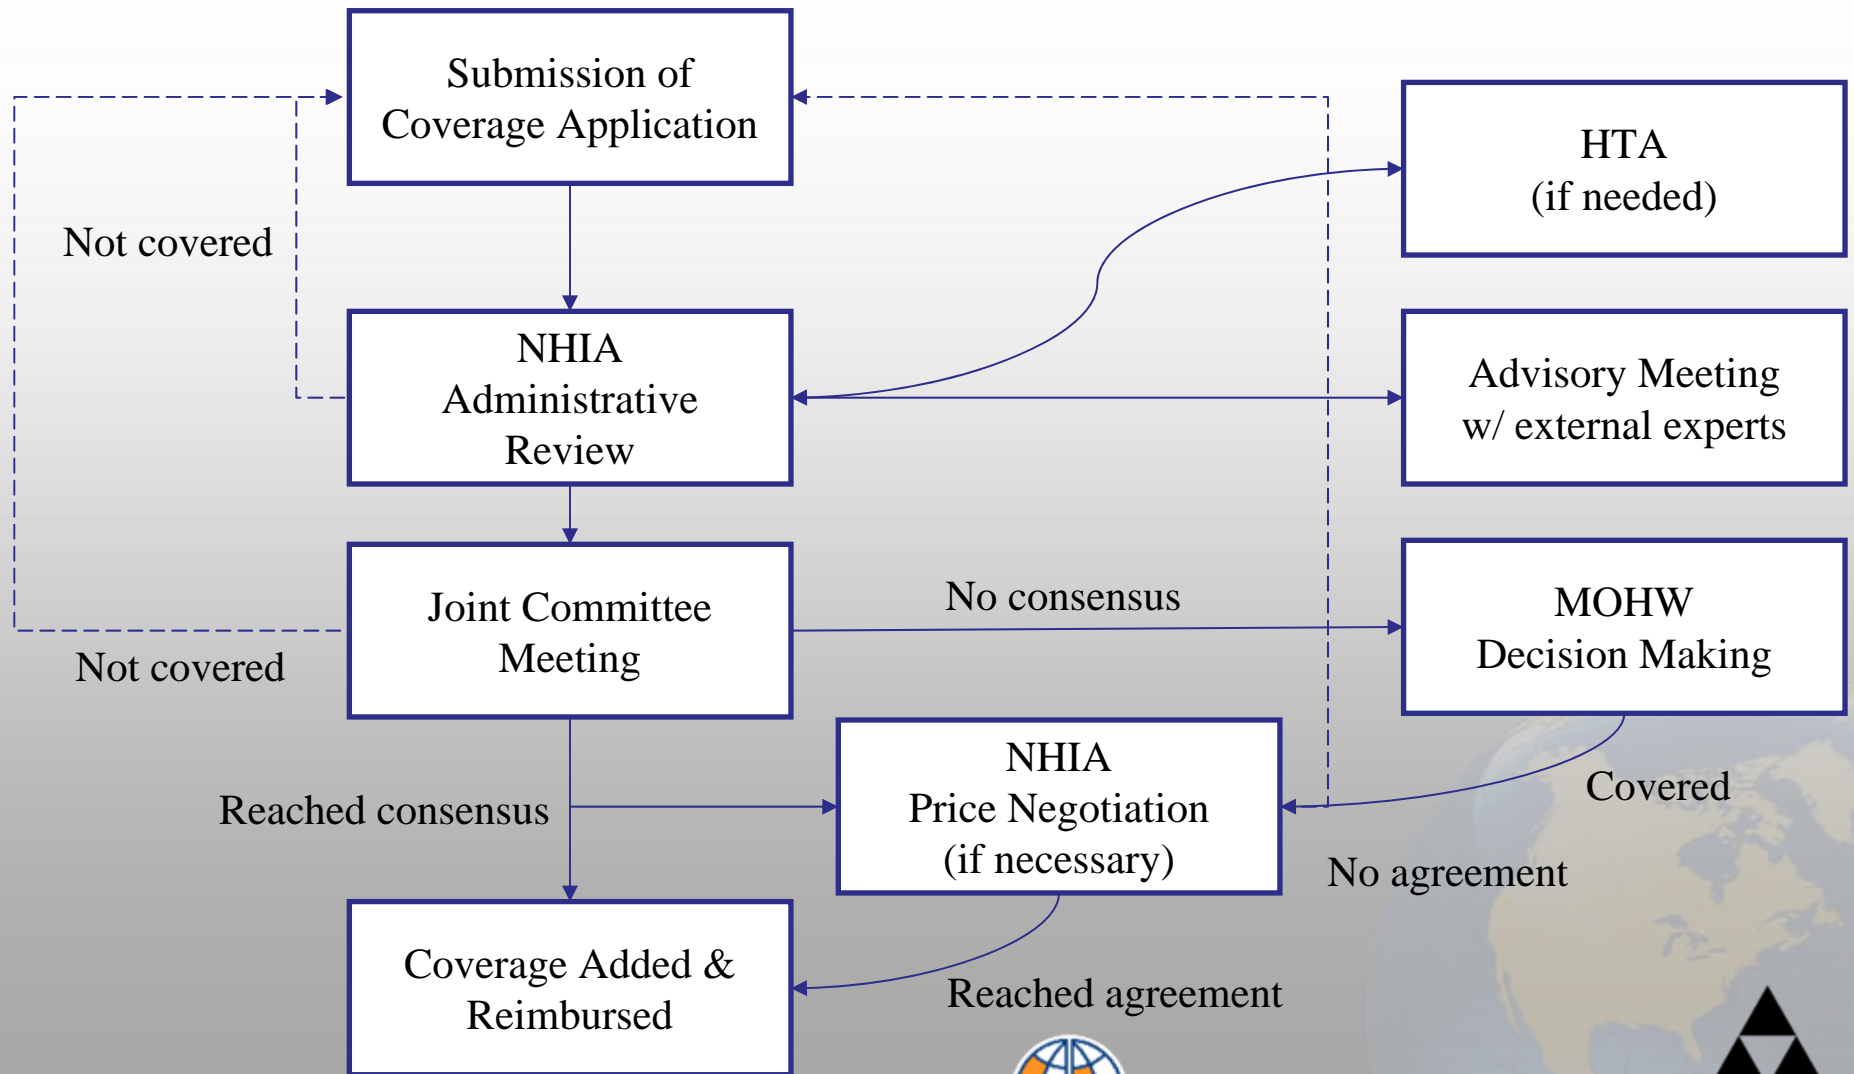 Submission of
Coverage Application
HTA
(if needed)
Not covered
NHIA
Administrative
Review
Advisory Meeting
w/ external experts
Joint Committee
Meeting
No consensus
MOHW
Decision Making
Not covered
Reached consensus
NHIA
Price Negotiation
(if necessary)
Covered
No agreement
Coverage Added &
Reimbursed
Reached agreement